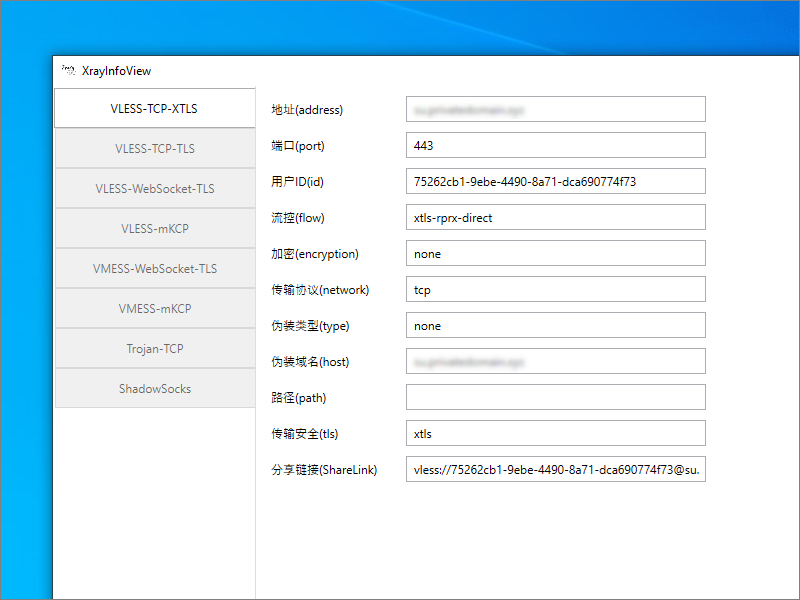 XrayInfoView
VLESS-TCP-XTLS
VLESS-TCP-TLS
VLESS-WebSocket-TLS
VLESS-mKCP
VMESS-WebSocket-TLS
VMESS-mKCP
Trojan-TCP
ShadowSocks
地址(address)
端口(port) 443
用户ID(id) 75262cb1-9ebe-4490-8a71-dca690774f73
流控(flow) xtls-rprx-direct
加密(encryption) none
传输协议(network) tcp
伪装类型(type) none
伪装域名(host)
路径(path)
传输安全(tls) xtls
分享链接(ShareLink) vless://75262cb1-9ebe-4490-8a71-dca690774f73@su.